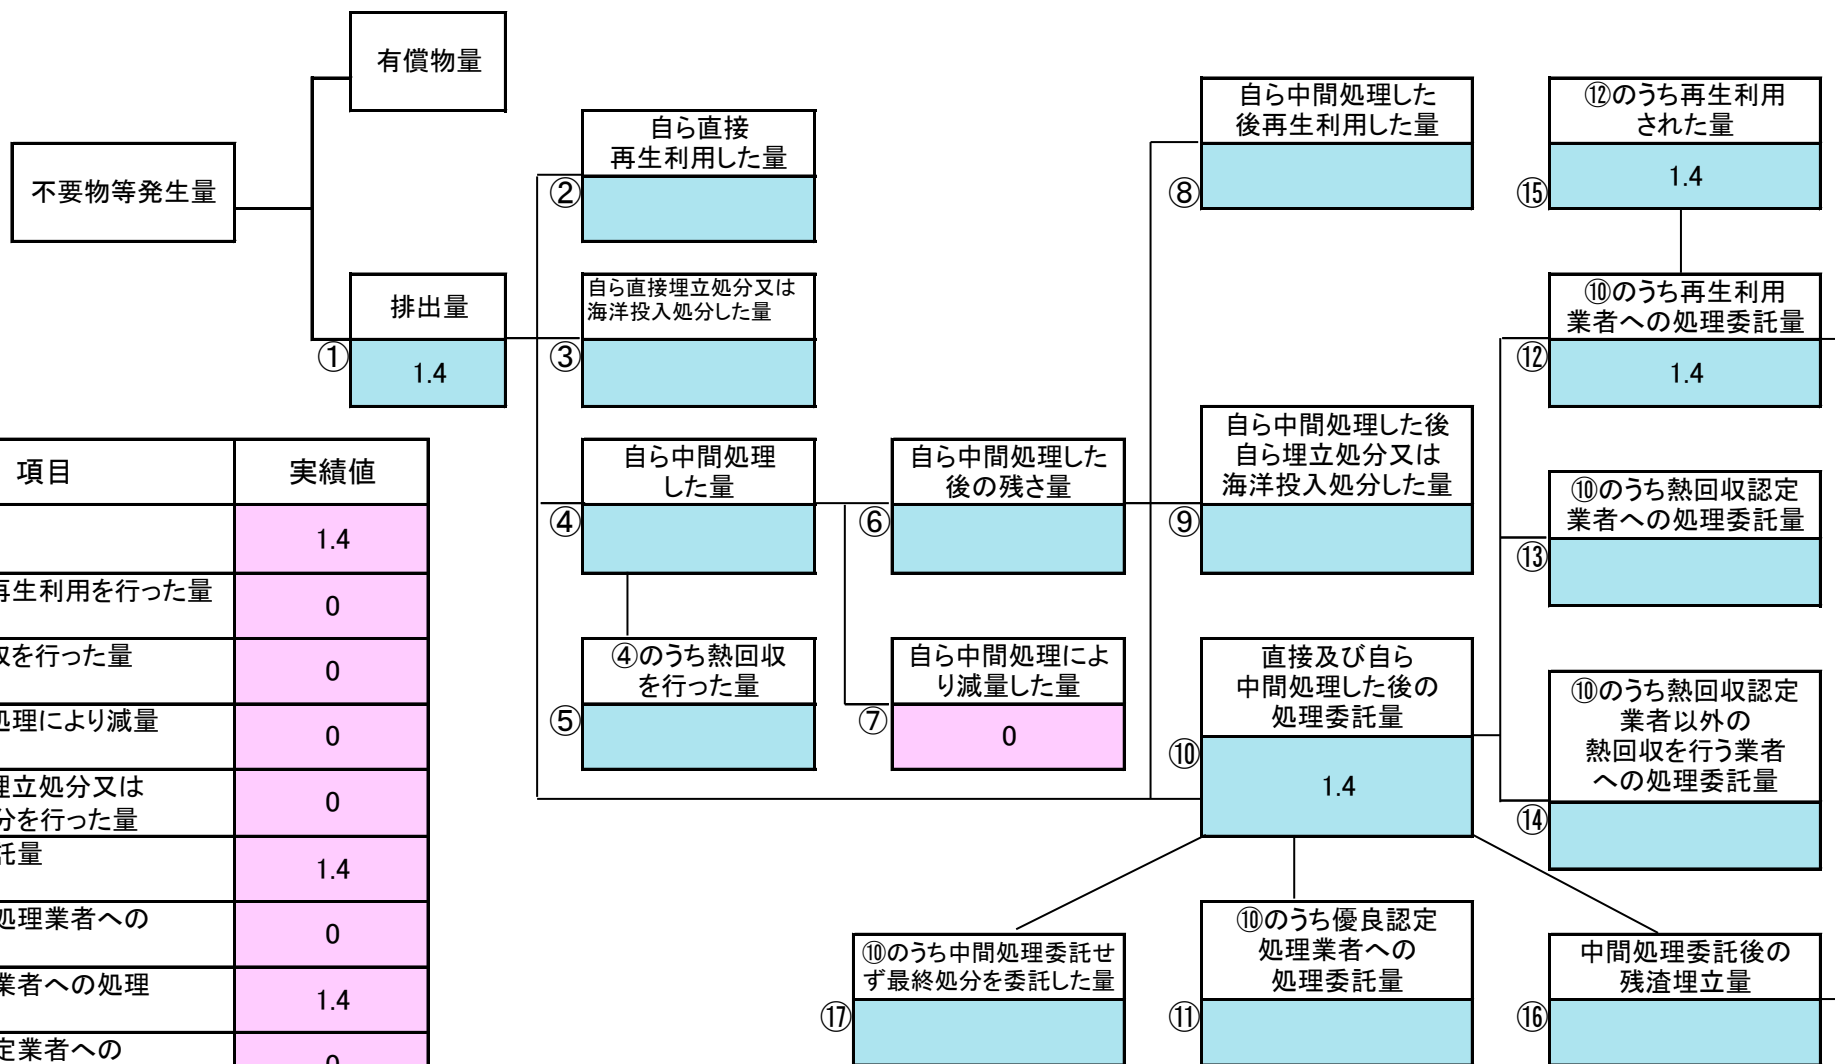 有償物量
不要物等発生量
排出量
①
1.4
自ら直接
再生利用した量
②
自ら直接埋立処分又は
海洋投入処分した量
③
自ら中間処理
した量
④
④のうち熱回収
を行った量
⑤
自ら中間処理した
後の残さ量
⑥
自ら中間処理によ
り減量した量
⑦
0
自ら中間処理した
後再生利用した量
⑧
自ら中間処理した後
自ら埋立処分又は
海洋投入処分した量
⑨
直接及び自ら
中間処理した後の
処理委託量
⑩
1.4
⑫のうち再生利用
された量
⑮
1.4
⑩のうち再生利用
業者への処理委託量
⑫
1.4
⑩のうち熱回収認定
業者への処理委託量
⑬
⑩のうち熱回収認定
業者以外の
熱回収を行う業者
への処理委託量
⑭
⑩のうち中間処理委託せ
ず最終処分を委託した量
⑰
⑩のうち優良認定
処理業者への
処理委託量
⑪
中間処理委託後の
残渣埋立量
⑯
項目 実績値
1.4
再生利用を行った量 0
収を行った量 0
処理により減量 0
埋立処分又は
分を行った量 0
託量 1.4
処理業者への 0
業者への処理 1.4
定業者への 0